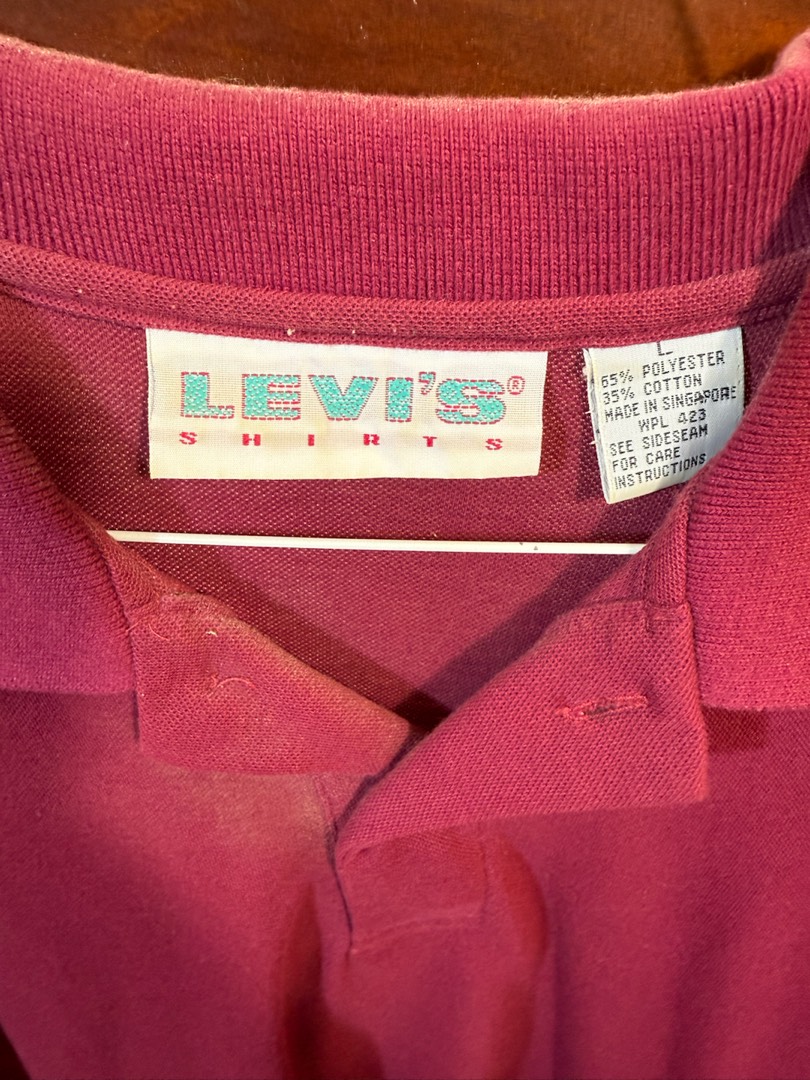 LEVI'S®
SHIRTS
L
65% POLYESTER
35% COTTON
MADE IN SINGAPORE
WPL 423
SEE SIDESEAM
FOR CARE
INSTRUCTIONS